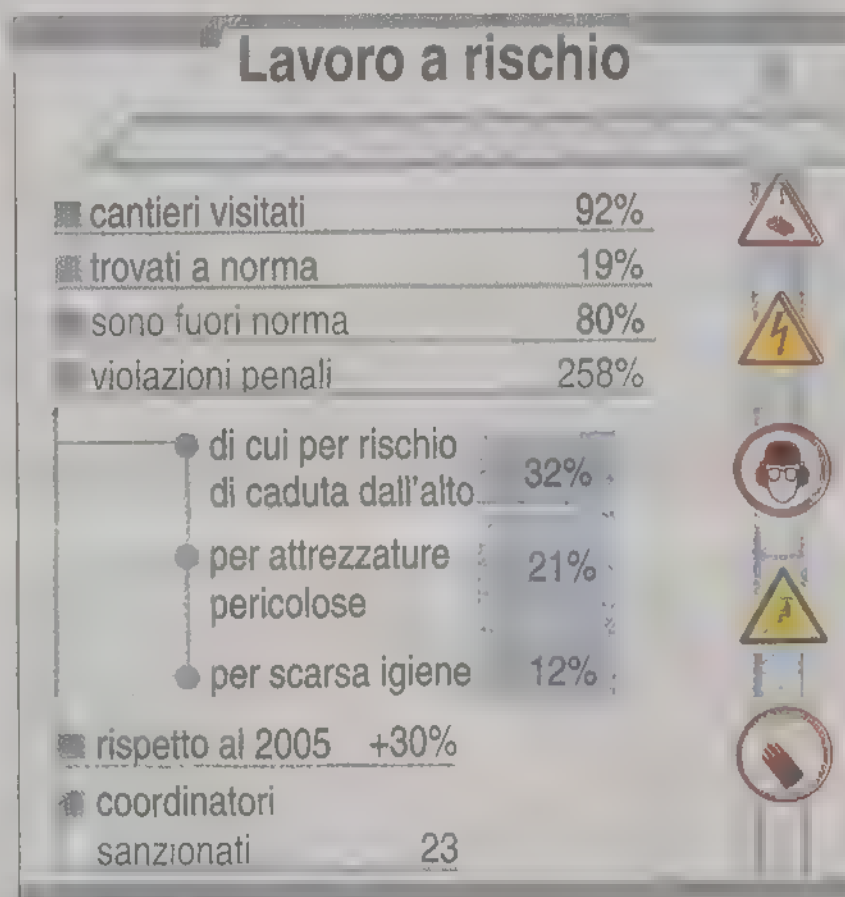 Lavoro a rischio
cantieri visitati 92%
trovati a norma 19%
sono fuori norma 80%
violazioni penali 258%
di cui per rischio
di caduta dall'alto 32%
per attrezzature
pericolose 21%
per scarsa igiene 12%
rispetto al 2005 +30%
coordinatori
sanzionati 23